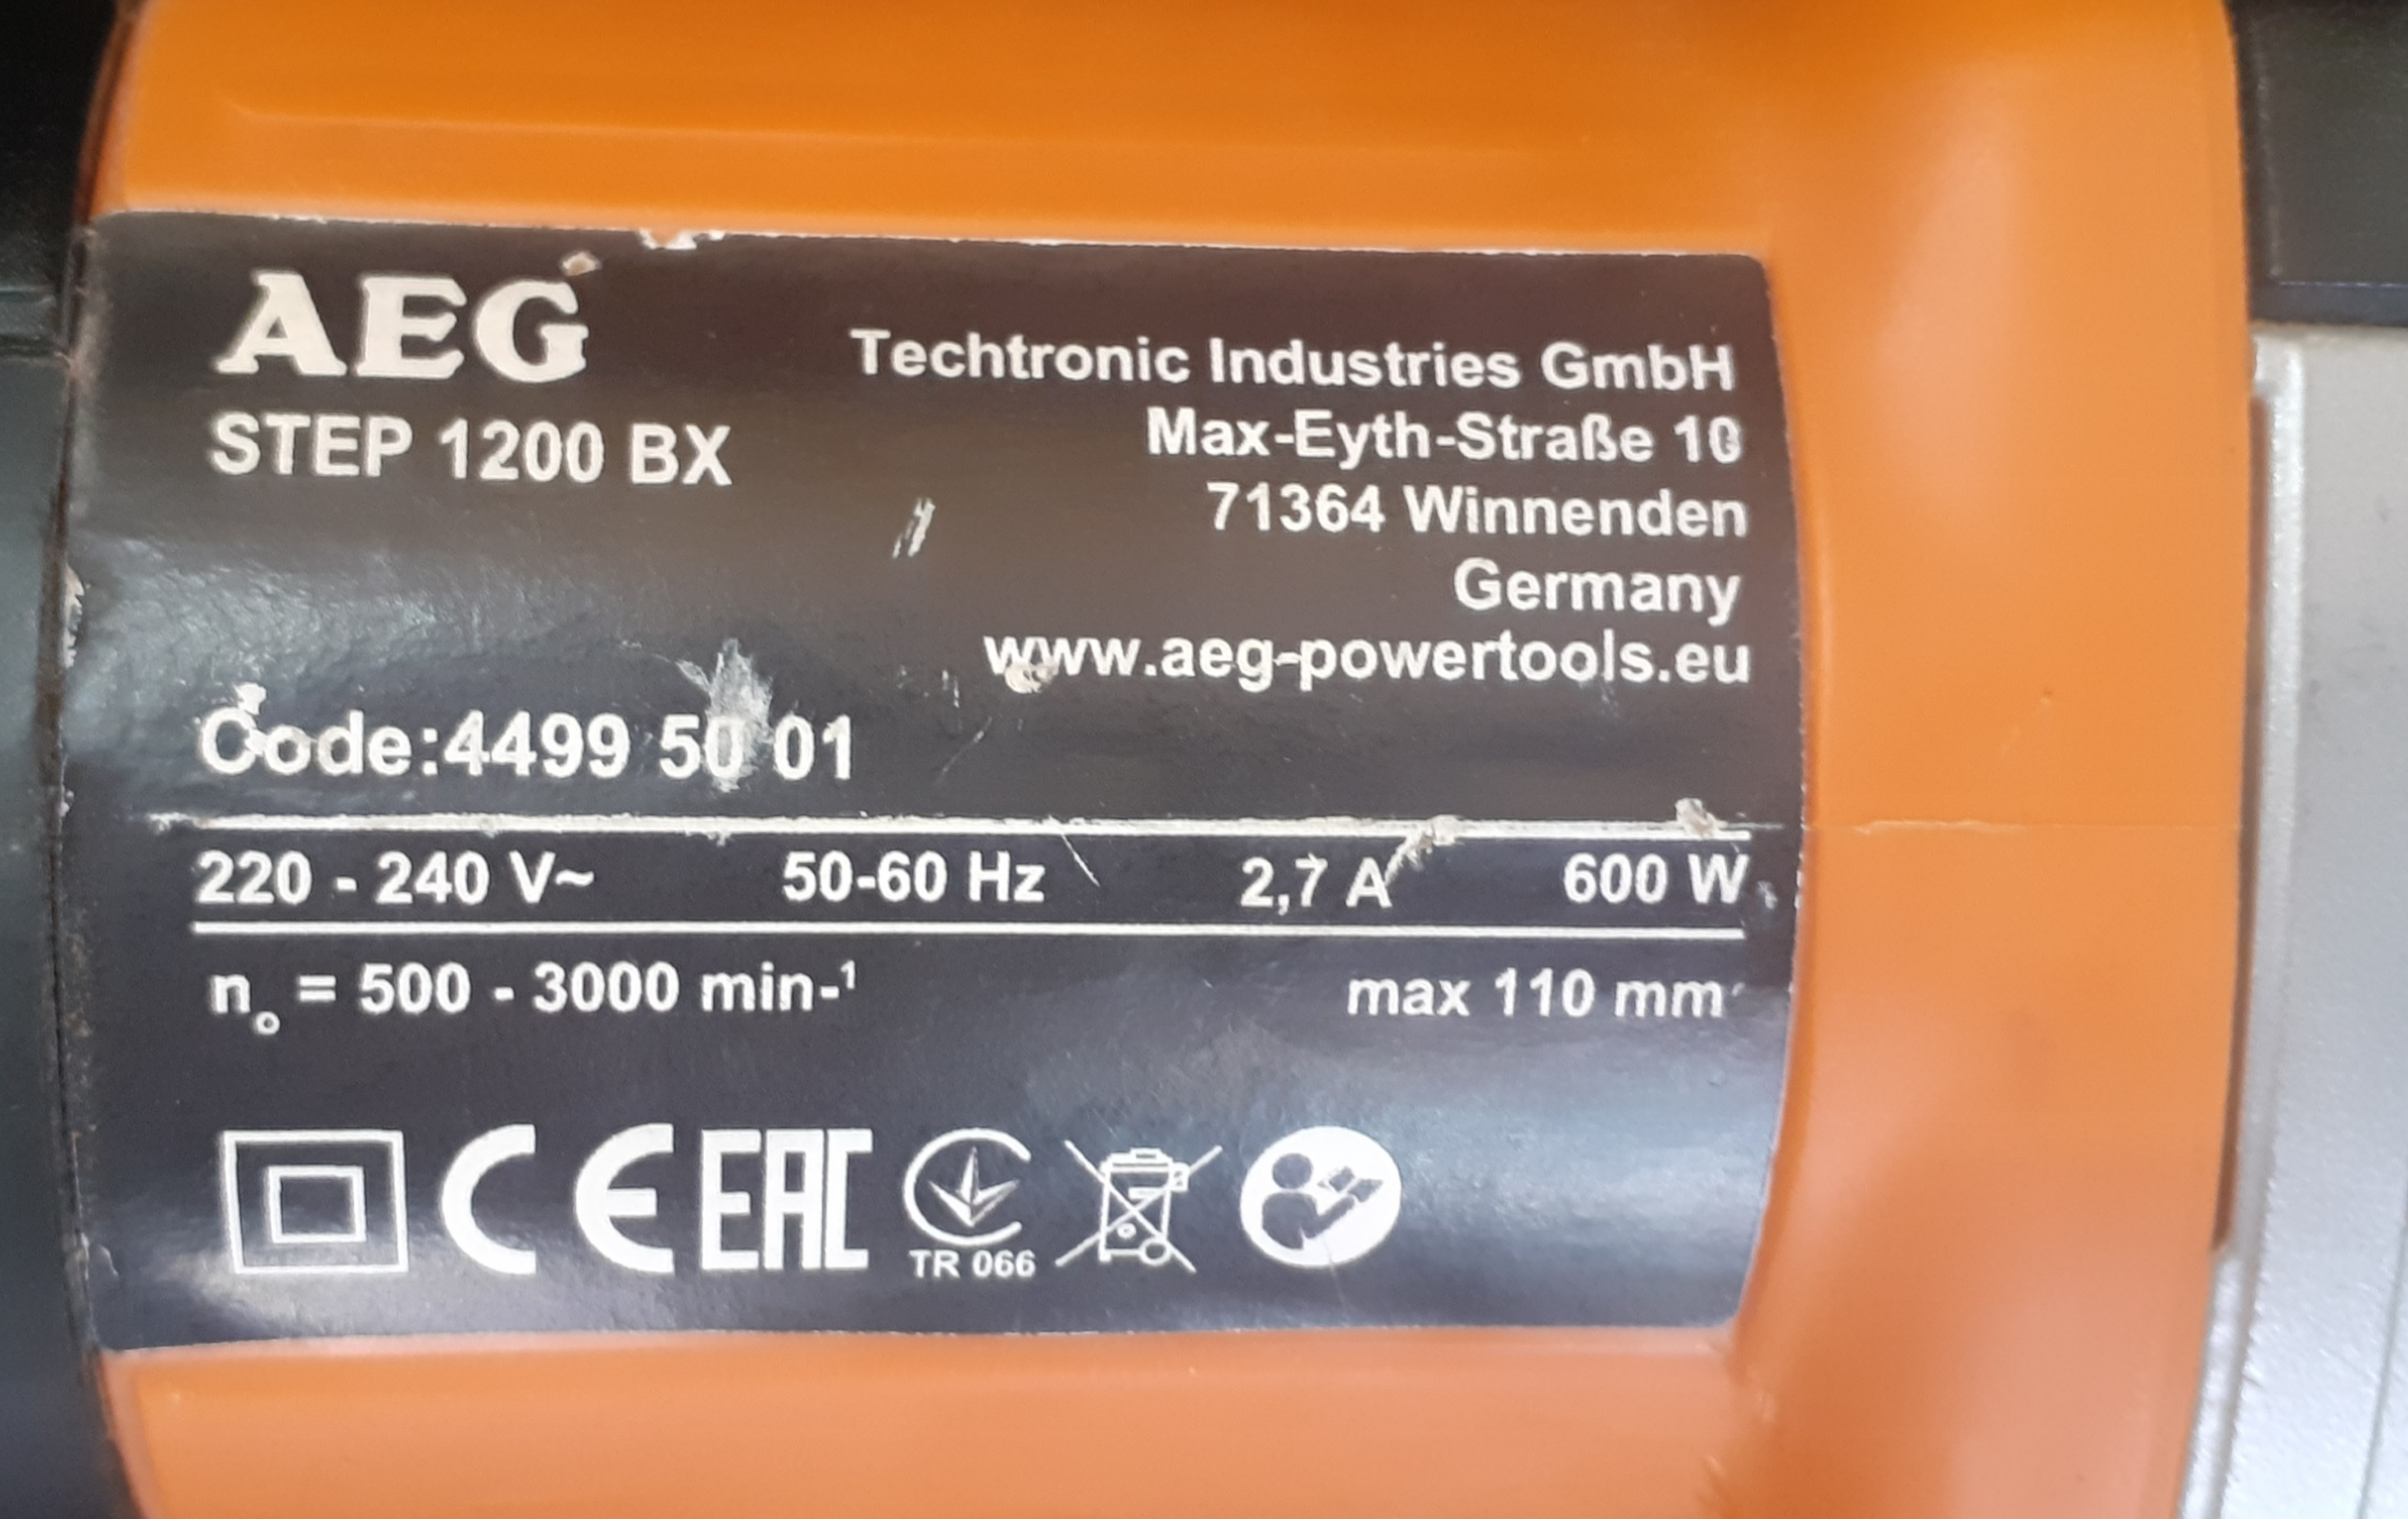 AEG
STEP 1200 BX
Techtronic Industries GmbH
Max-Eyth-Straße 10
71364 Winnenden
Germany
www.aeg-powertools.eu
Code:4499 50 01
220 - 240 V~ 50-60 Hz 2,7 A 600 W
n₀ = 500 - 3000 min-¹ max 110 mm
CE EAC
TR 066